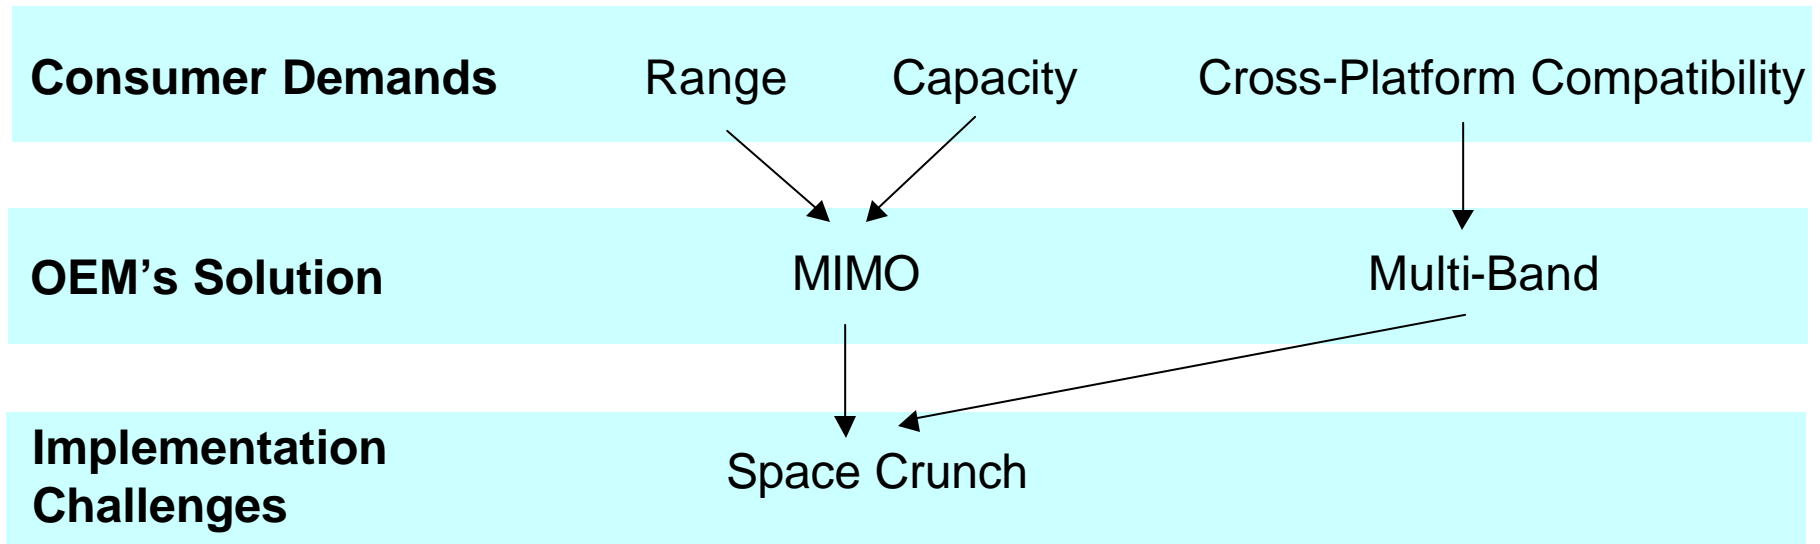 Consumer Demands Range Capacity Cross-Platform Compatibility
OEM's Solution MIMO Multi-Band
Implementation
Challenges
Space Crunch